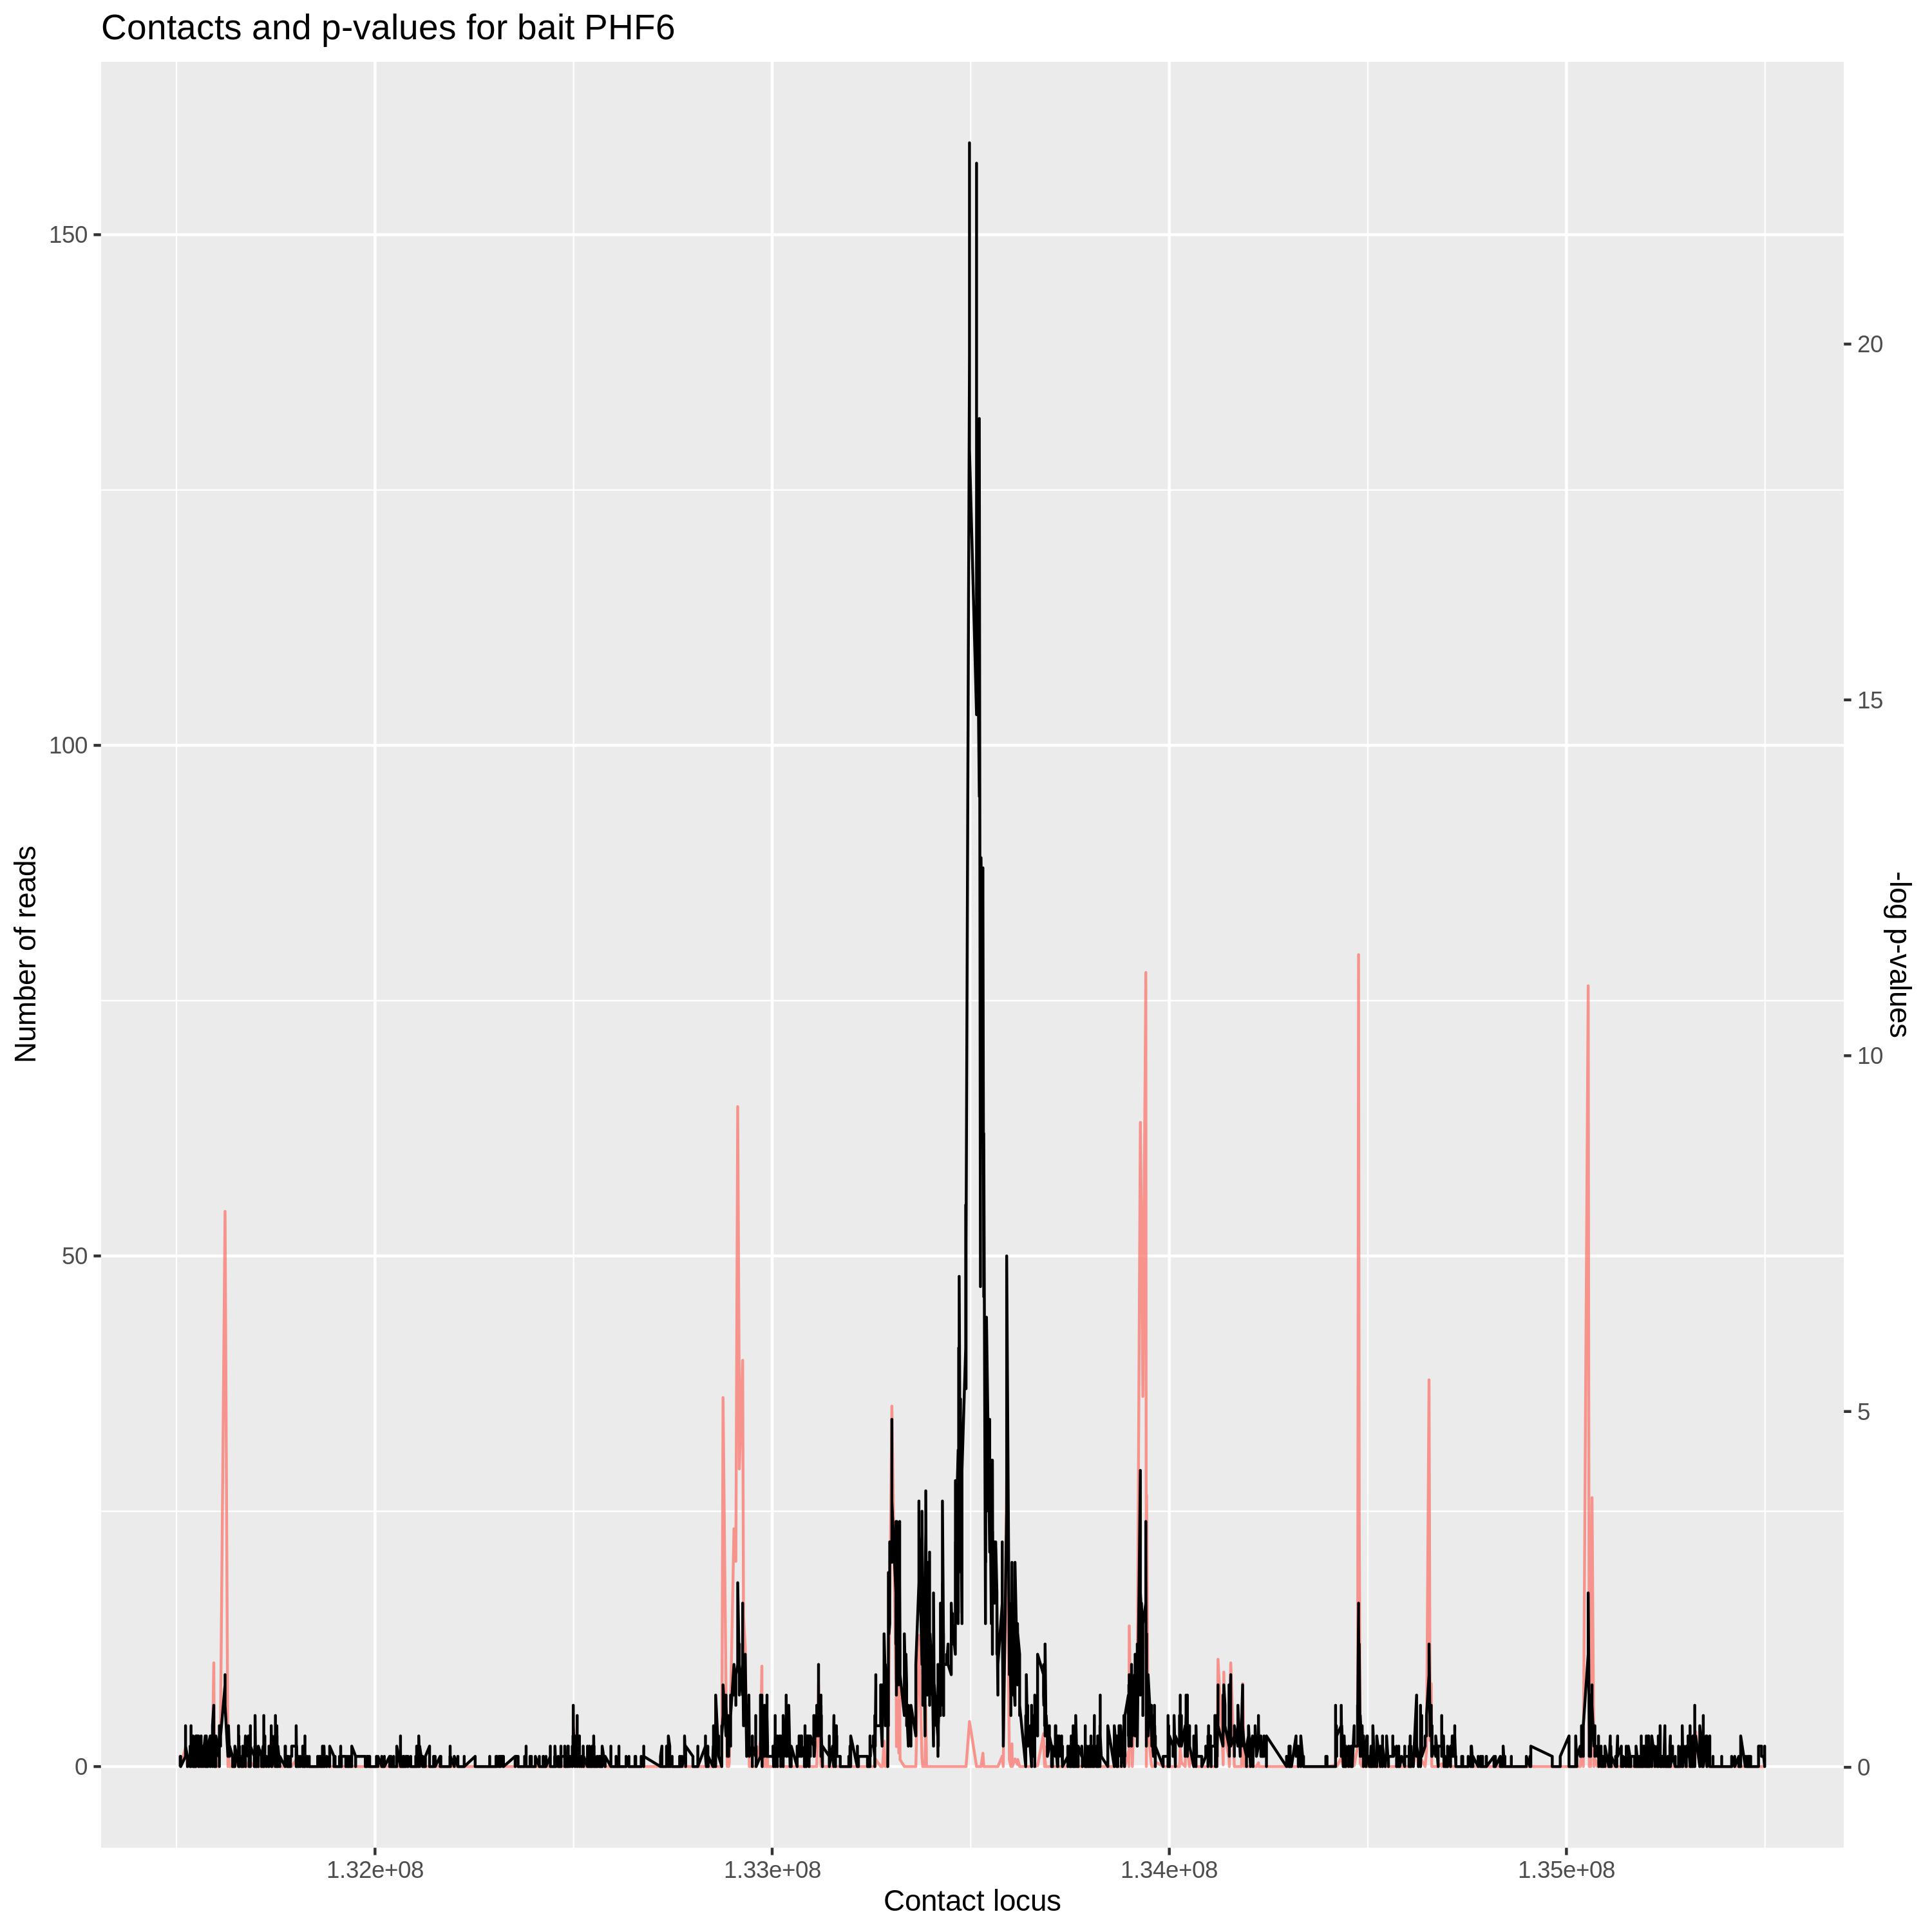 Contacts and p-values for bait PHF6
150
100
50
0
Number of reads
20
15
10
5
0
-log p-values
1.32e+08
1.33e+08
1.34e+08
1.35e+08
Contact locus